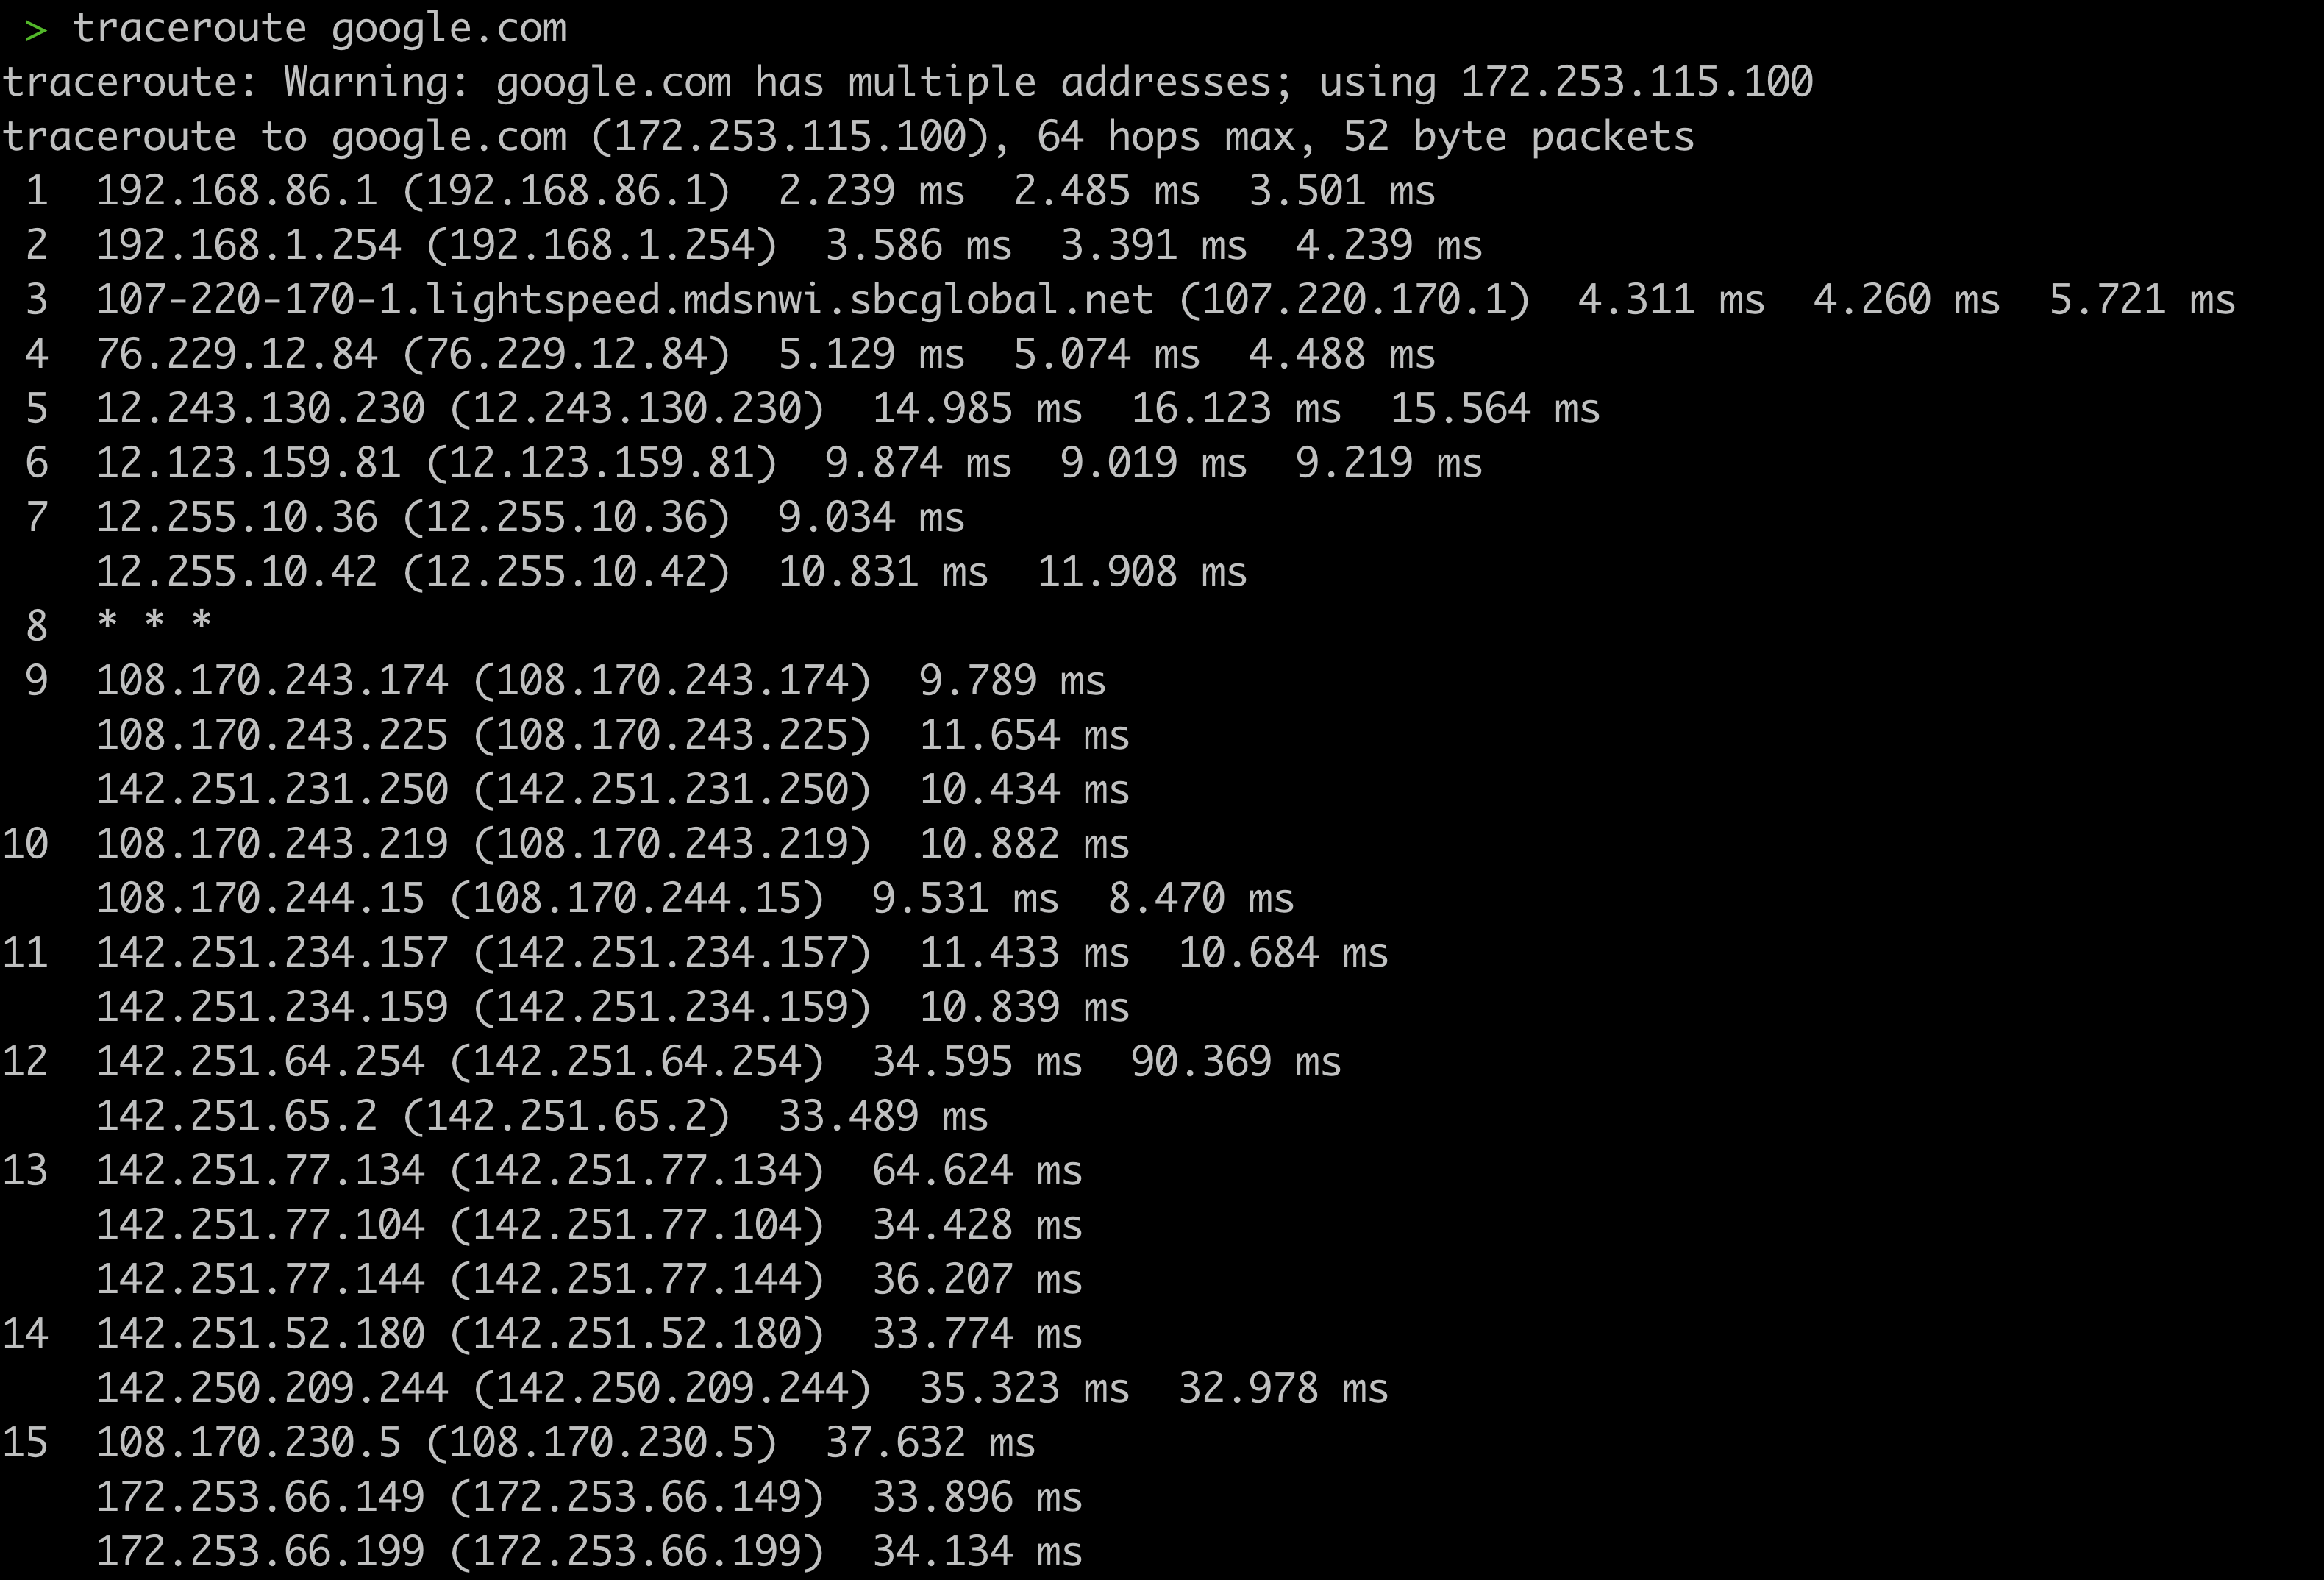 > traceroute google.com
traceroute: Warning: google.com has multiple addresses; using 172.253.115.100
traceroute to google.com (172.253.115.100), 64 hops max, 52 byte packets
 1  192.168.86.1 (192.168.86.1)  2.239 ms  2.485 ms  3.501 ms
 2  192.168.1.254 (192.168.1.254)  3.586 ms  3.391 ms  4.239 ms
 3  107-220-170-1.lightspeed.mdsnwi.sbcglobal.net (107.220.170.1)  4.311 ms  4.260 ms  5.721 ms
 4  76.229.12.84 (76.229.12.84)  5.129 ms  5.074 ms  4.488 ms
 5  12.243.130.230 (12.243.130.230)  14.985 ms  16.123 ms  15.564 ms
 6  12.123.159.81 (12.123.159.81)  9.874 ms  9.019 ms  9.219 ms
 7  12.255.10.36 (12.255.10.36)  9.034 ms
    12.255.10.42 (12.255.10.42)  10.831 ms  11.908 ms
 8  * * *
 9  108.170.243.174 (108.170.243.174)  9.789 ms
    108.170.243.225 (108.170.243.225)  11.654 ms
    142.251.231.250 (142.251.231.250)  10.434 ms
10  108.170.243.219 (108.170.243.219)  10.882 ms
    108.170.244.15 (108.170.244.15)  9.531 ms  8.470 ms
11  142.251.234.157 (142.251.234.157)  11.433 ms  10.684 ms
    142.251.234.159 (142.251.234.159)  10.839 ms
12  142.251.64.254 (142.251.64.254)  34.595 ms  90.369 ms
    142.251.65.2 (142.251.65.2)  33.489 ms
13  142.251.77.134 (142.251.77.134)  64.624 ms
    142.251.77.104 (142.251.77.104)  34.428 ms
    142.251.77.144 (142.251.77.144)  36.207 ms
14  142.251.52.180 (142.251.52.180)  33.774 ms
    142.250.209.244 (142.250.209.244)  35.323 ms  32.978 ms
15  108.170.230.5 (108.170.230.5)  37.632 ms
    172.253.66.149 (172.253.66.149)  33.896 ms
    172.253.66.199 (172.253.66.199)  34.134 ms